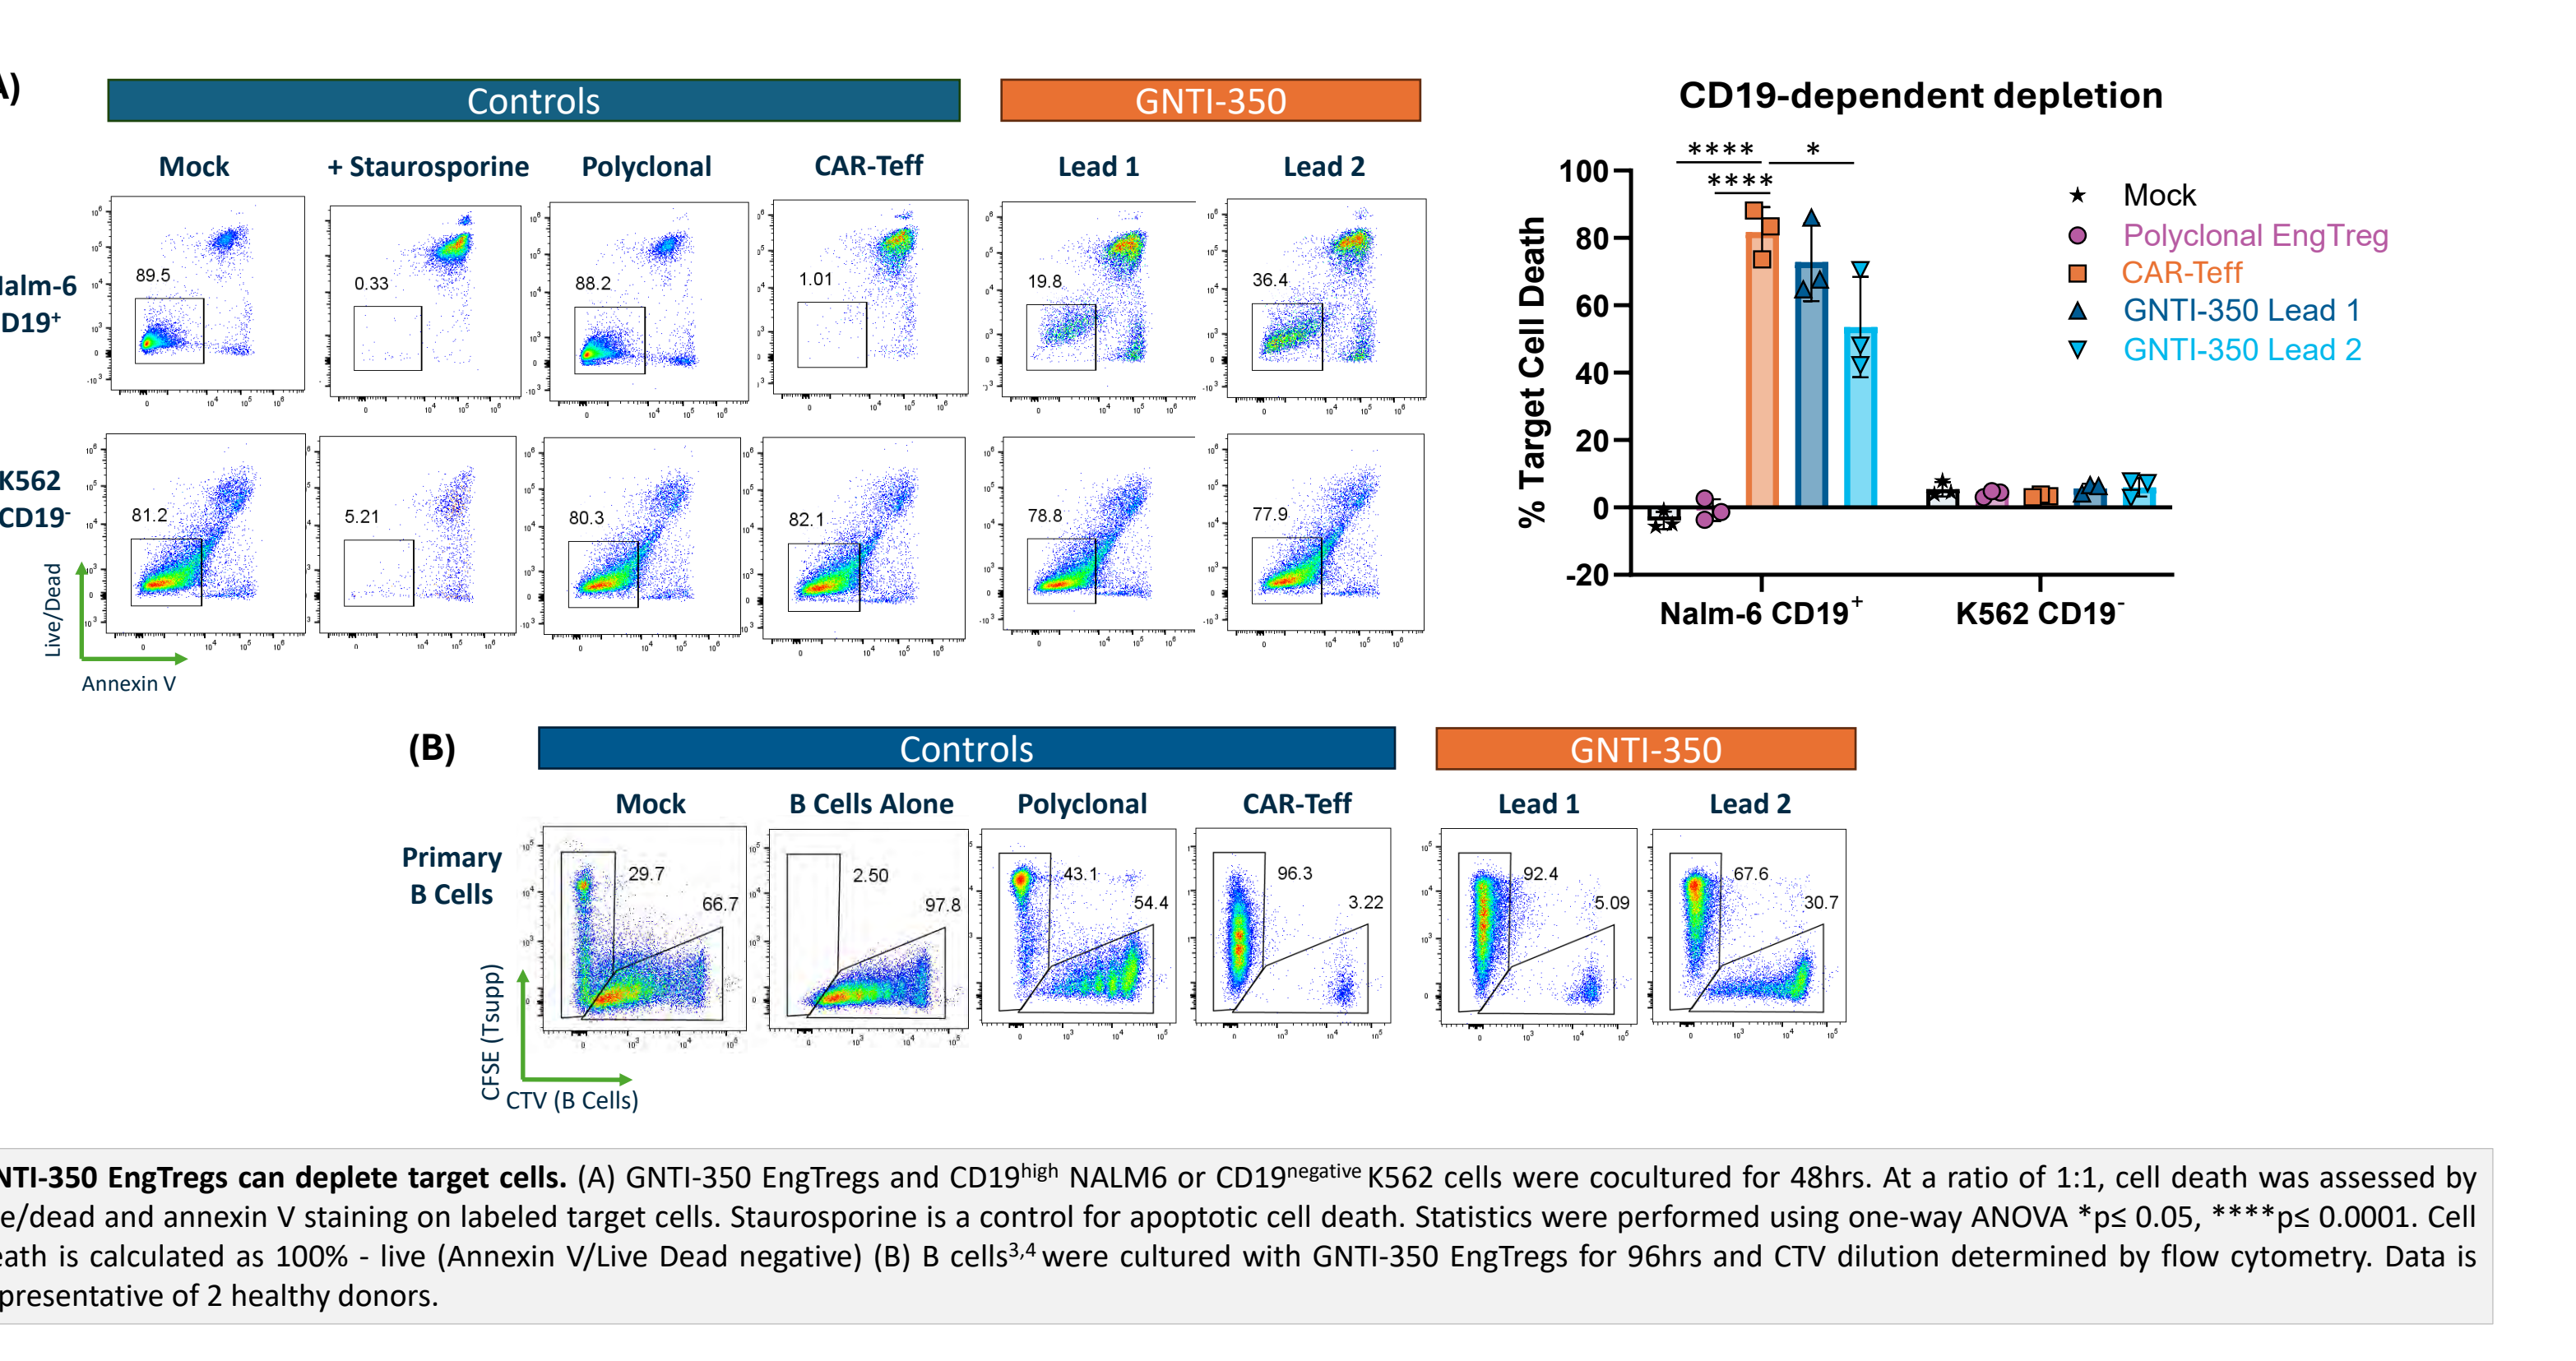 A)
Controls
GNTI-350
Mock
+ Staurosporine
Polyclonal
CAR-Teff
Lead 1
Lead 2
alm-6
D19+
89.5
0.33
88.2
1.01
19.8
36.4
K562
CD19-
81.2
5.21
80.3
82.1
78.8
77.9
Live/Dead
Annexin V
CD19-dependent depletion
**** *
****
% Target Cell Death
100
80
60
40
20
0
-20
Nalm-6 CD19+
K562 CD19-
Mock
Polyclonal EngTreg
CAR-Teff
GNTI-350 Lead 1
GNTI-350 Lead 2
(B)
Controls
GNTI-350
Mock
B Cells Alone
Polyclonal
CAR-Teff
Lead 1
Lead 2
Primary
B Cells
29.7
66.7
2.50
97.8
43.1
54.4
96.3
3.22
92.4
5.09
67.6
30.7
CFSE (Tsupp)
CTV (B Cells)
NTI-350 EngTregs can deplete target cells. (A) GNTI-350 EngTregs and CD19high NALM6 or CD19negative K562 cells were cocultured for 48hrs. At a ratio of 1:1, cell death was assessed by
e/dead and annexin V staining on labeled target cells. Staurosporine is a control for apoptotic cell death. Statistics were performed using one-way ANOVA *p≤ 0.05, ****p≤ 0.0001. Cell
eath is calculated as 100% - live (Annexin V/Live Dead negative) (B) B cells3,4 were cultured with GNTI-350 EngTregs for 96hrs and CTV dilution determined by flow cytometry. Data is
presentative of 2 healthy donors.